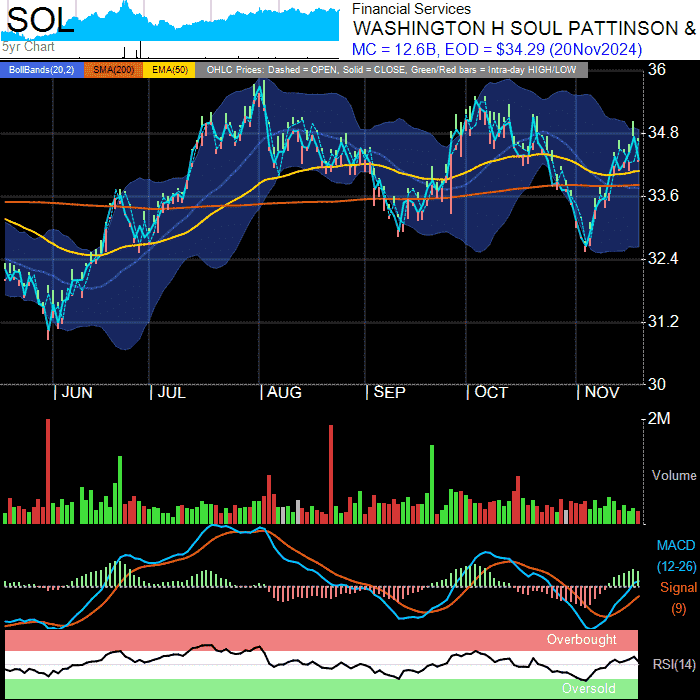 SOL
5yr Chart
Financial Services
WASHINGTON H SOUL PATTINSON &
MC = 12.6B, EOD = $34.29 (20Nov2024)
BollBands(20,2) SMA(200) EMA(50) OHLC Prices: Dashed = OPEN, Solid = CLOSE, Green/Red bars = Intra-day HIGH/LOW
36
34.8
33.6
32.4
31.2
30
JUN JUL AUG SEP OCT NOV
2M
Volume
MACD
(12-26)
Signal
(9)
Overbought
RSI(14)
Oversold